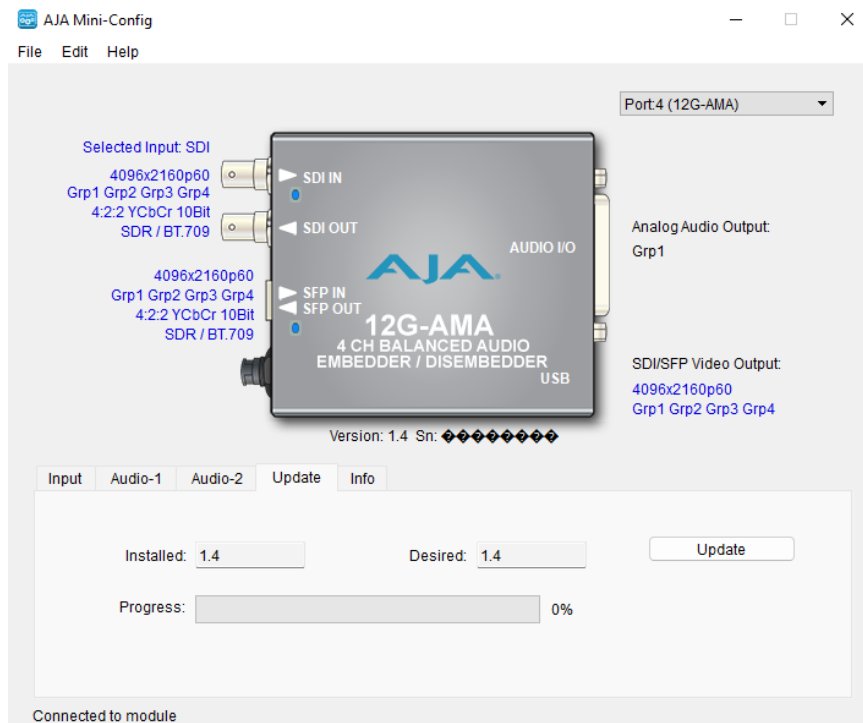 AJA Mini-Config
File Edit Help
Port:4 (12G-AMA)
Selected Input: SDI
4096x2160p60
Grp1 Grp2 Grp3 Grp4
4:2:2 YCbCr 10Bit
SDR / BT.709
4096x2160p60
Grp1 Grp2 Grp3 Grp4
4:2:2 YCbCr 10Bit
SDR / BT.709
SDI IN
SDI OUT
AUDIO I/O
AJA
SFP IN
SFP OUT
12G-AMA
4 CH BALANCED AUDIO
EMBEDDER / DISEMBEDDER
USB
Analog Audio Output:
Grp1
SDI/SFP Video Output:
4096x2160p60
Grp1 Grp2 Grp3 Grp4
Version: 1.4 Sn: ���������
Input Audio-1 Audio-2 Update Info
Installed: 1.4 Desired: 1.4 Update
Progress: 0%
Connected to module